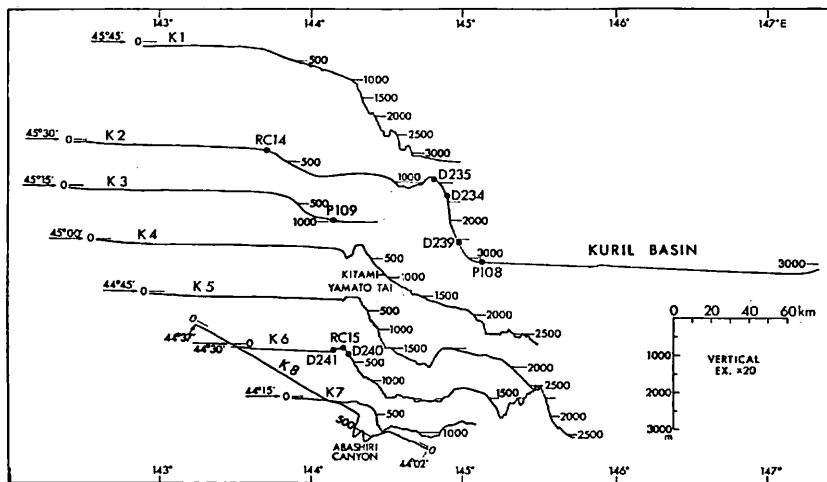 143° 144° 145° 146° 147°E
45°45' 0 K1
500
1000
1500
2000
2500
3000
45°30' 0 K2 RC14
500
1000 D235
D234
2000
D239
3000
P108
KURIL BASIN
3000
45°15' 0 K3
500
1000 P109
45°00' 0 K4
500
1000
1500
2000
2500
KITAMI
YAMATO TAI
44°45' 0 K5
500
1000
1500
2000
2500
2000
2500
44°37' 0 K8
500
0
44°02'
44°30' 0 K6 RC15
D241 D240
500
1000
1500
44°15' 0 K7
500
1000
ABASHIRI
CANYON
0 20 40 60km
1000
2000
3000
m
VERTICAL
EX. ×20
143° 144° 145° 146° 147°